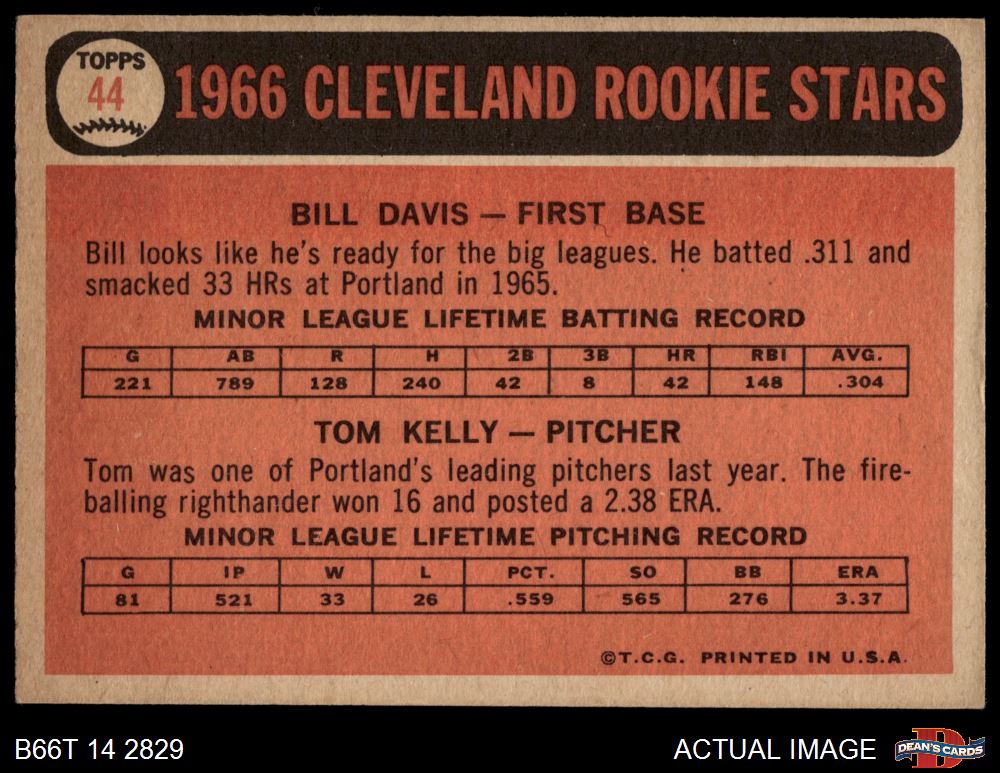 TOPPS
44
1966 CLEVELAND ROOKIE STARS
BILL DAVIS — FIRST BASE
Bill looks like he's ready for the big leagues. He batted .311 and
smacked 33 HRs at Portland in 1965.
MINOR LEAGUE LIFETIME BATTING RECORD
G AB R H 2B 3B HR RBI AVG.
221 789 128 240 42 8 42 148 .304
TOM KELLY — PITCHER
Tom was one of Portland's leading pitchers last year. The fire-
balling righthander won 16 and posted a 2.38 ERA.
MINOR LEAGUE LIFETIME PITCHING RECORD
G IP W L PCT. SO BB ERA
81 521 33 26 .559 565 276 3.37
©T.C.G. PRINTED IN U.S.A.
B66T 14 2829
ACTUAL IMAGE
D
DEAN'S CARDS